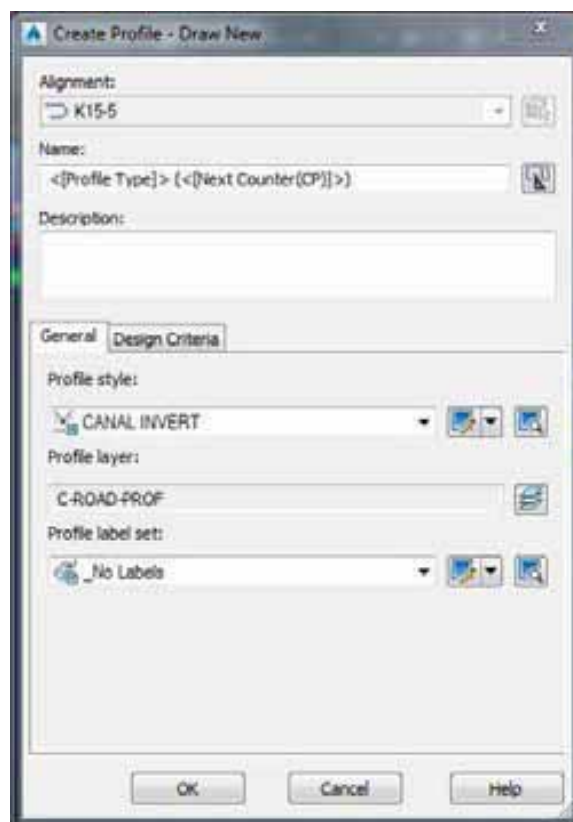 Create Profile - Draw New
Alignment:
K15-5
Name:
<[Profile Type]> (<[Next Counter(CP)]>)
Description:
General Design Criteria
Profile style:
CANAL INVERT
Profile layer:
C-ROAD-PROF
Profile label set:
_No Labels
OK Cancel Help